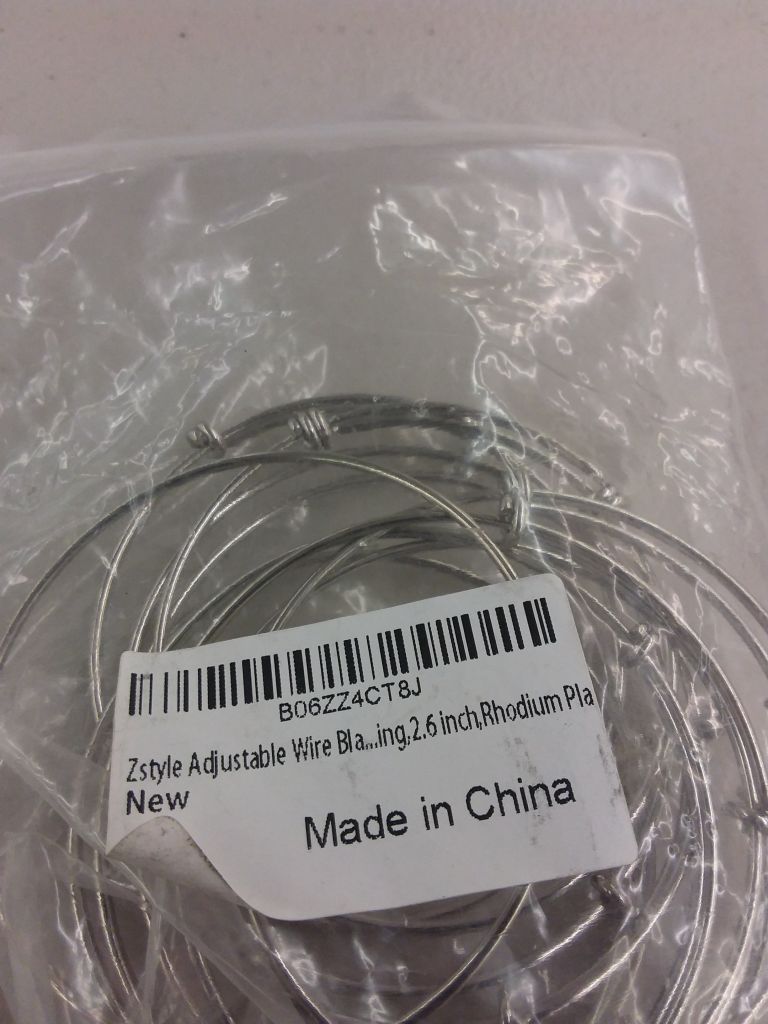 B06ZZ4CT8J
Zstyle Adjustable Wire Bla...ing,2.6 inch,Rhodium Pla
New
Made in China